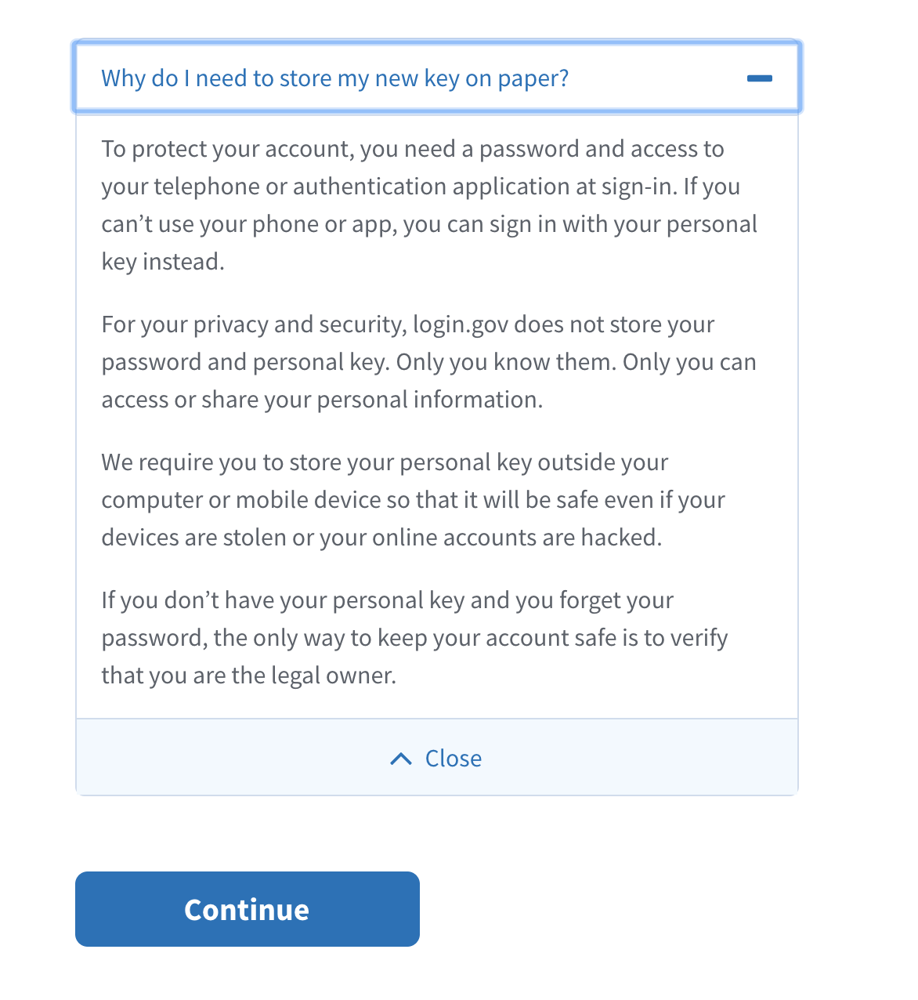 Why do I need to store my new key on paper?
To protect your account, you need a password and access to
your telephone or authentication application at sign-in. If you
can’t use your phone or app, you can sign in with your personal
key instead.
For your privacy and security, login.gov does not store your
password and personal key. Only you know them. Only you can
access or share your personal information.
We require you to store your personal key outside your
computer or mobile device so that it will be safe even if your
devices are stolen or your online accounts are hacked.
If you don’t have your personal key and you forget your
password, the only way to keep your account safe is to verify
that you are the legal owner.
Close
Continue